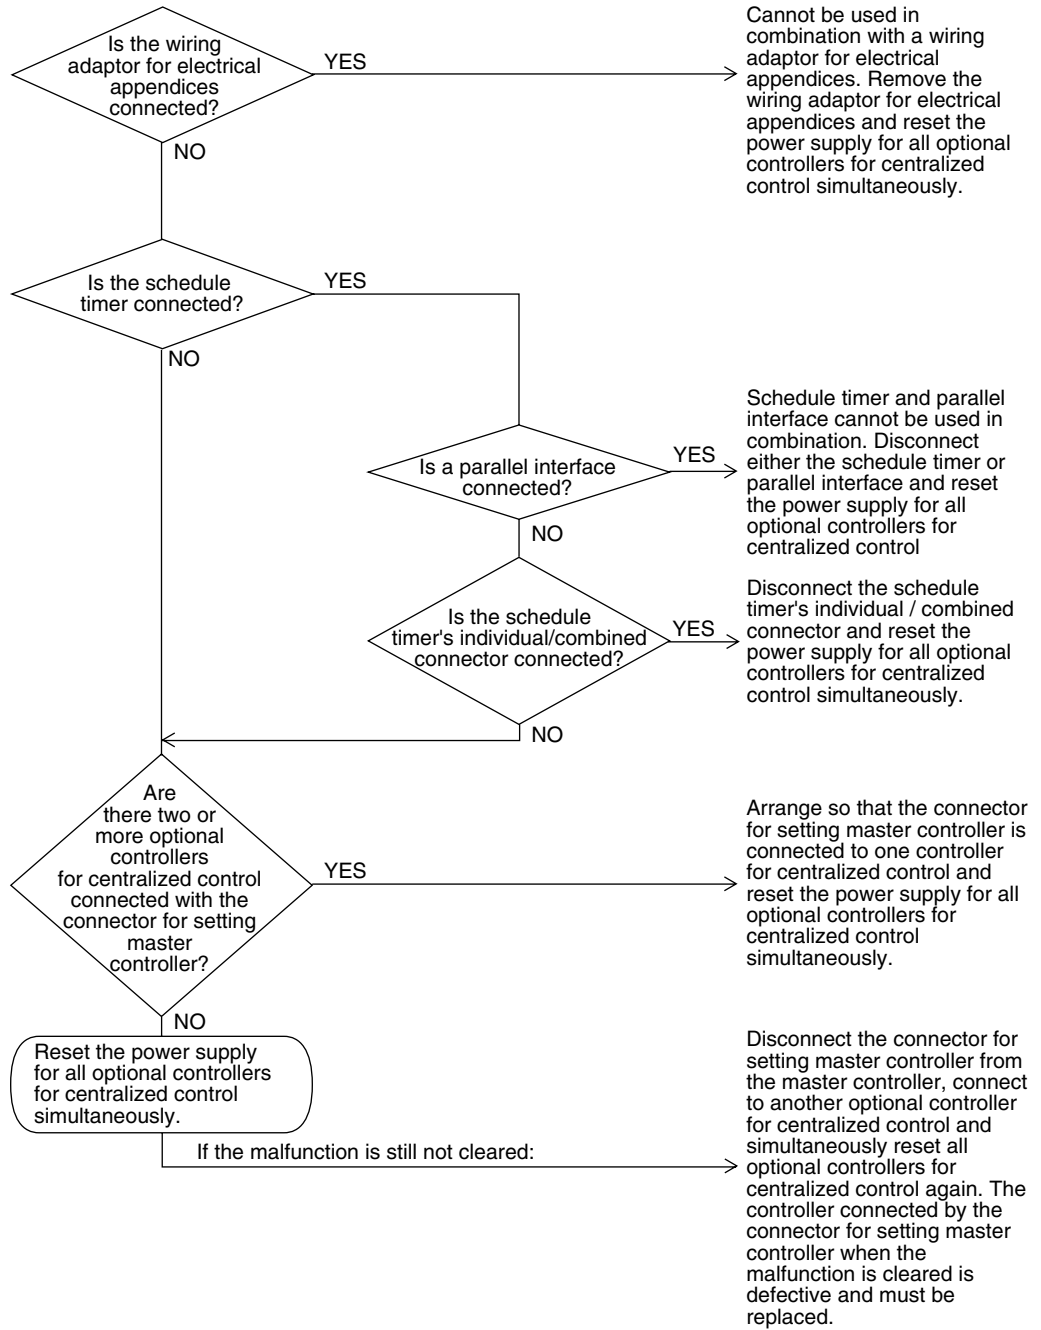 Is the wiring
adaptor for electrical
appendices
connected?
YES
NO
Cannot be used in
combination with a wiring
adaptor for electrical
appendices. Remove the
wiring adaptor for electrical
appendices and reset the
power supply for all optional
controllers for centralized
control simultaneously.
Is the schedule
timer connected?
YES
NO
Is a parallel interface
connected?
YES
NO
Schedule timer and parallel
interface cannot be used in
combination. Disconnect
either the schedule timer or
parallel interface and reset
the power supply for all
optional controllers for
centralized control
Is the schedule
timer's individual/combined
connector connected?
YES
NO
Disconnect the schedule
timer's individual / combined
connector and reset the
power supply for all optional
controllers for centralized
control simultaneously.
Are
there two or
more optional
controllers
for centralized control
connected with the
connector for setting
master
controller?
YES
NO
Arrange so that the connector
for setting master controller is
connected to one controller
for centralized control and
reset the power supply for all
optional controllers for
centralized control
simultaneously.
Reset the power supply
for all optional controllers
for centralized control
simultaneously.
If the malfunction is still not cleared:
Disconnect the connector for
setting master controller from
the master controller, connect
to another optional controller
for centralized control and
simultaneously reset all
optional controllers for
centralized control again. The
controller connected by the
connector for setting master
controller when the
malfunction is cleared is
defective and must be
replaced.